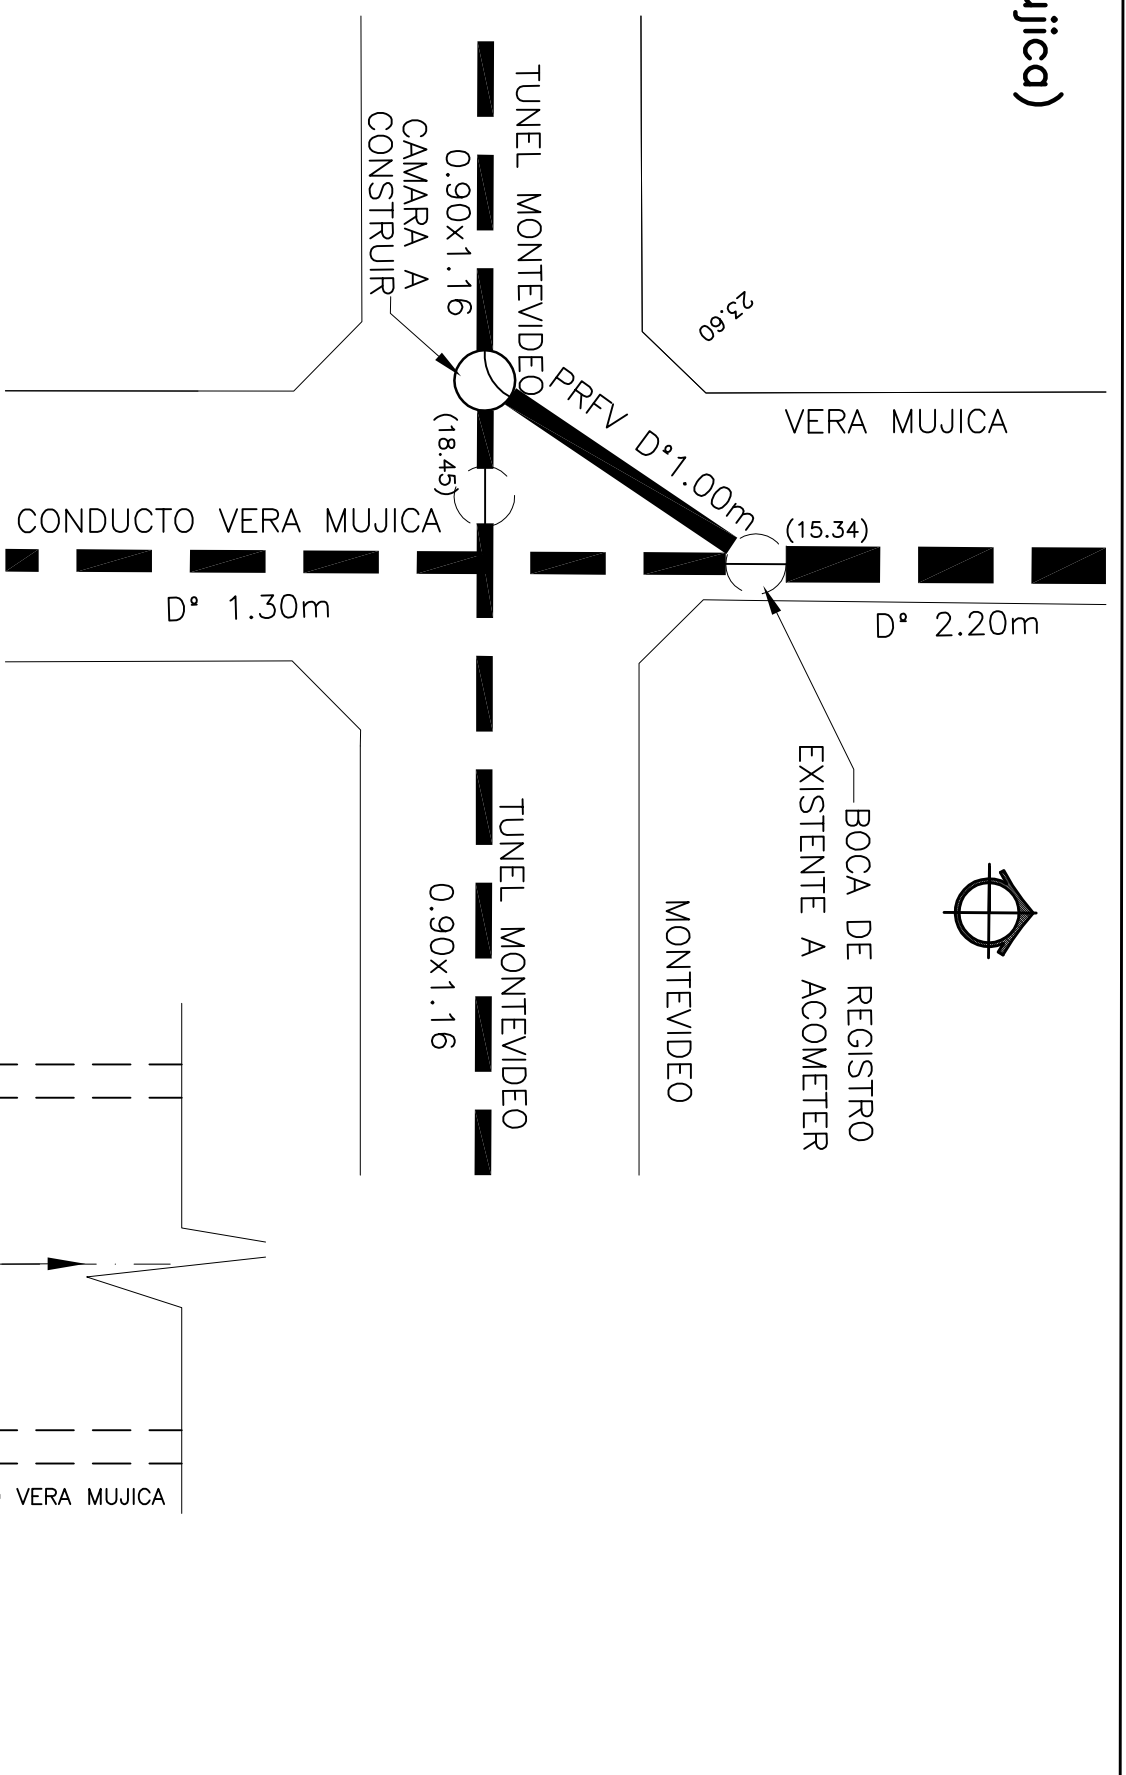 ujica)
TUNEL MONTEVIDEO
0.90x1.16
CAMARA A
CONSTRUIR
23.60
PRFV Dº1.00m
VERA MUJICA
(18.45)
CONDUCTO VERA MUJICA
(15.34)
Dº 1.30m
Dº 2.20m
BOCA DE REGISTRO
EXISTENTE A ACOMETER
TUNEL MONTEVIDEO
0.90x1.16
MONTEVIDEO
VERA MUJICA